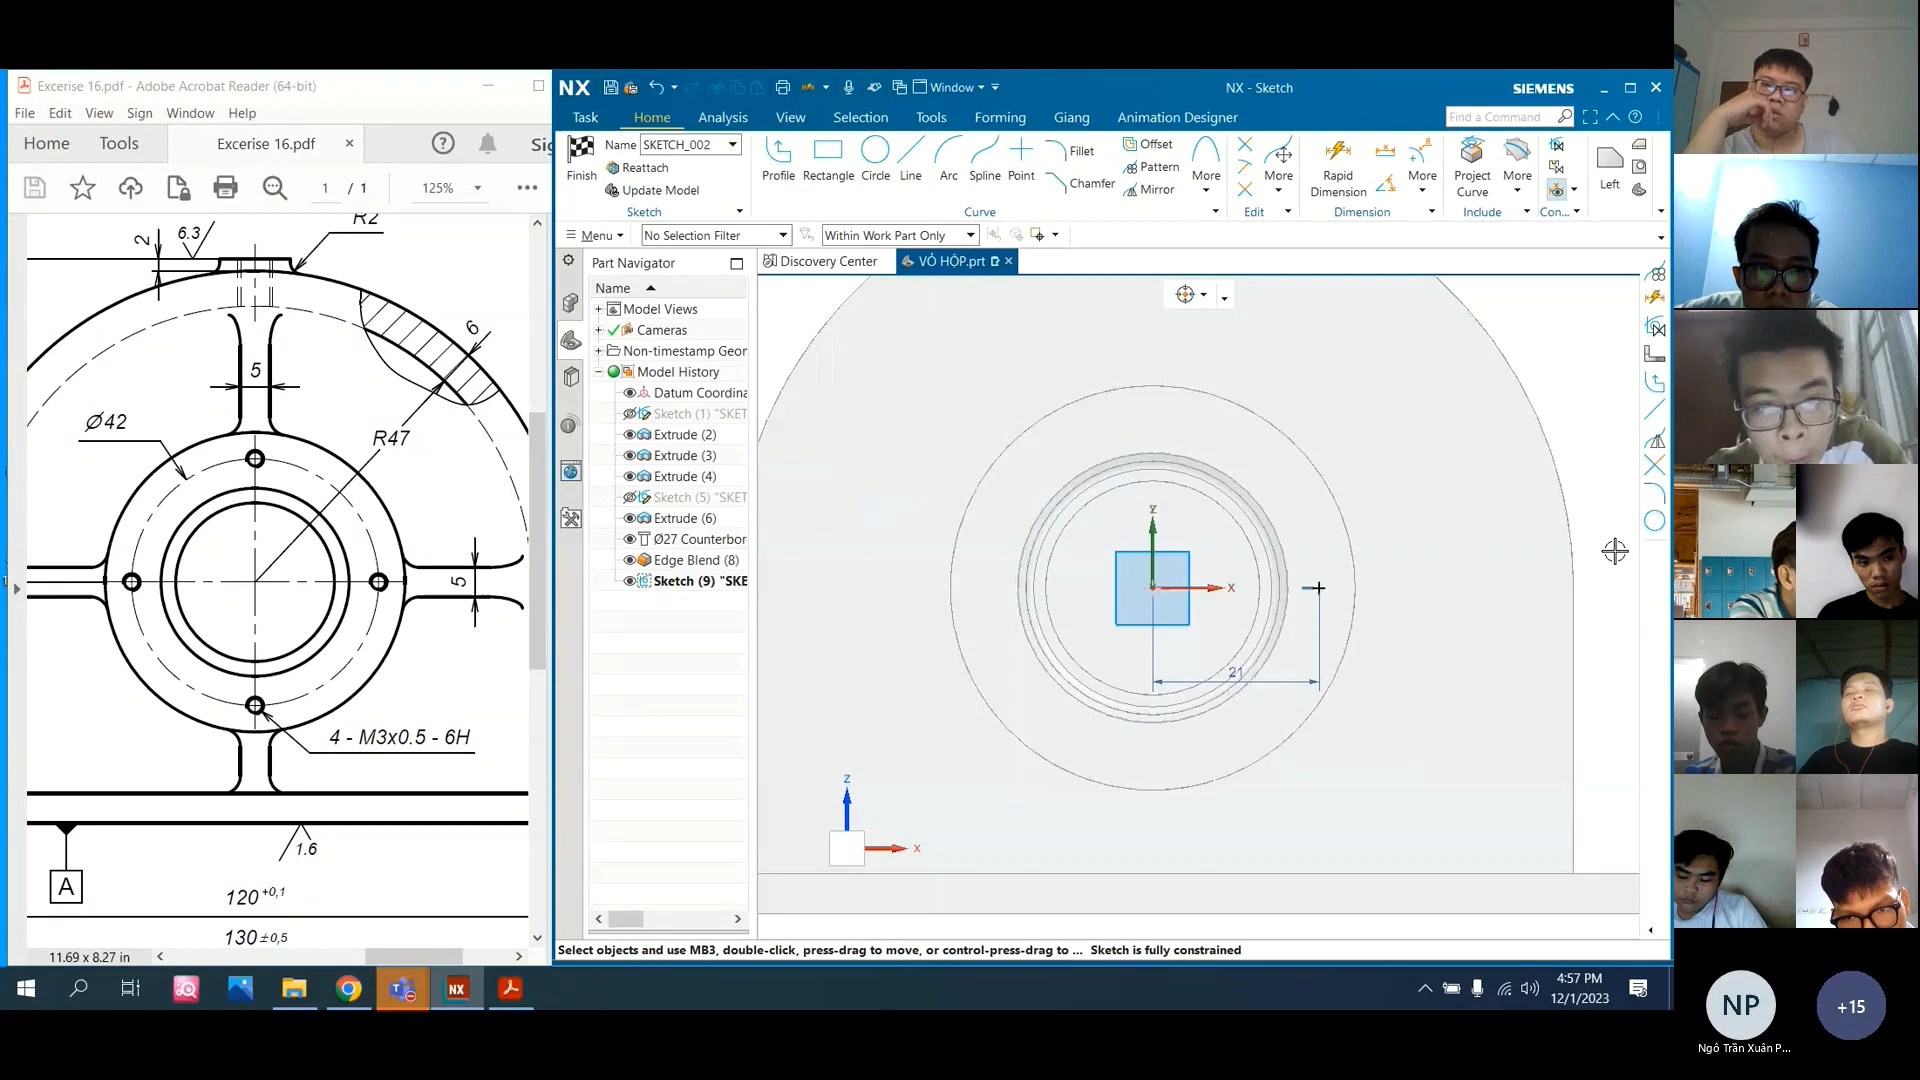 Excerise 16.pdf - Adobe Acrobat Reader (64-bit)
File Edit View Sign Window Help
Home Tools Excerise 16.pdf × Sig
1 / 1 125%
R2
2
6.3
6
5
Ø42
R47
5
4 - M3x0.5 - 6H
1.6
A
120 +0,1
130 ±0,5
11.69 x 8.27 in
NX Window NX - Sketch SIEMENS
Task Home Analysis View Selection Tools Forming Giang Animation Designer Find a Command
Finish
Name SKETCH_002
Reattach
Update Model
Sketch
Profile Rectangle Circle Line Arc Spline Point
Fillet
Chamfer
Offset
Pattern
Mirror
More
Curve
More
Edit
Rapid Dimension
More
Dimension
Project Curve
More
Include
Con...
Left
Menu No Selection Filter Within Work Part Only
Part Navigator
Discovery Center VỎ HỘP.prt
Name
Model Views
Cameras
Non-timestamp Geor
Model History
Datum Coordina
Sketch (1) "SKET
Extrude (2)
Extrude (3)
Extrude (4)
Sketch (5) "SKET
Extrude (6)
Ø27 Counterbor
Edge Blend (8)
Sketch (9) "SKE
Y
X
21
Z
X
Select objects and use MB3, double-click, press-drag to move, or control-press-drag to ... Sketch is fully constrained
NX
4:57 PM
12/1/2023
NP
+15
Ngô Trần Xuân P...